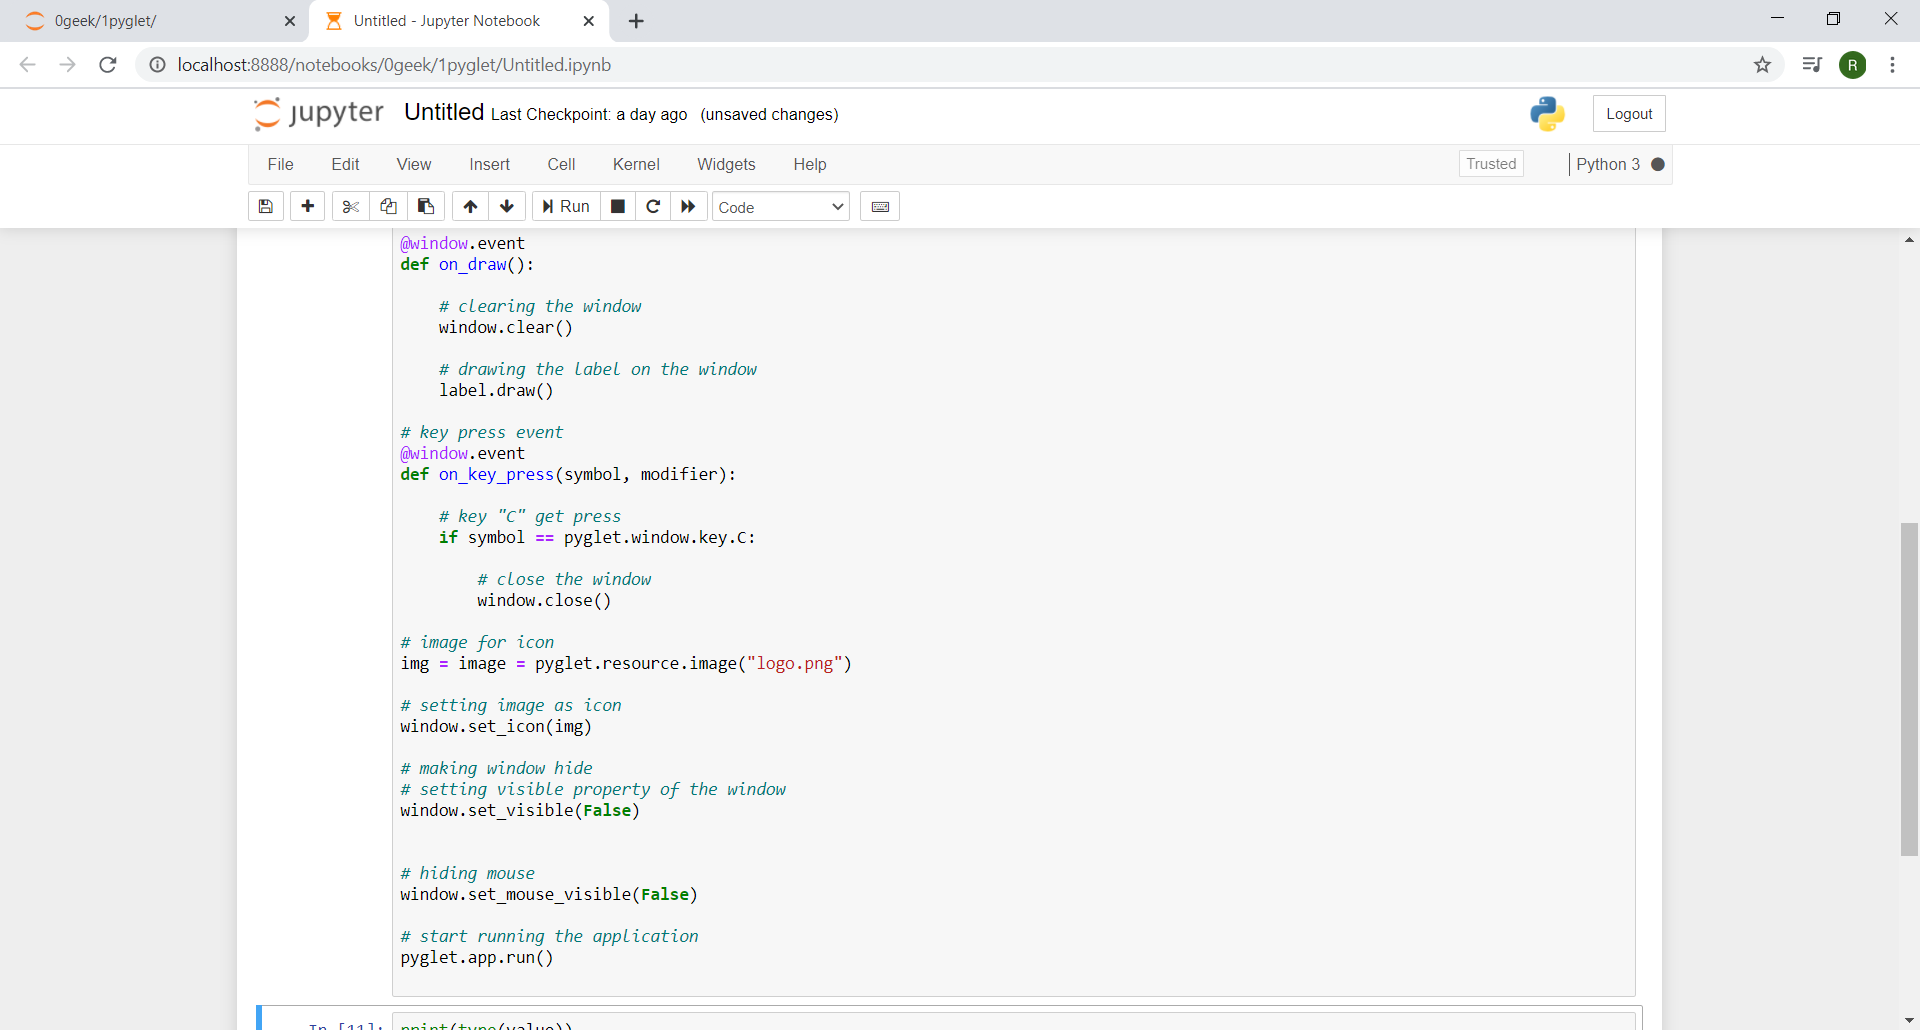 0geek/1pyglet/
Untitled - Jupyter Notebook
localhost:8888/notebooks/0geek/1pyglet/Untitled.ipynb
R
jupyter Untitled Last Checkpoint: a day ago (unsaved changes)
Logout
File Edit View Insert Cell Kernel Widgets Help
Trusted Python 3
Run Code
@window.event
def on_draw():
# clearing the window
window.clear()
# drawing the label on the window
label.draw()
# key press event
@window.event
def on_key_press(symbol, modifier):
# key "C" get press
if symbol == pyglet.window.key.C:
# close the window
window.close()
# image for icon
img = image = pyglet.resource.image("logo.png")
# setting image as icon
window.set_icon(img)
# making window hide
# setting visible property of the window
window.set_visible(False)
# hiding mouse
window.set_mouse_visible(False)
# start running the application
pyglet.app.run()
In [11]: print(type(value))